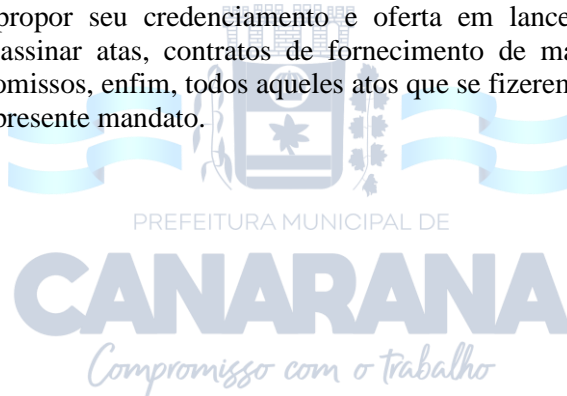 propor seu credenciamento e oferta em lance
assinar atas, contratos de fornecimento de ma
omissos, enfim, todos aqueles atos que se fizeren
presente mandato.
PREFEITURA MUNICIPAL DE
CANARANA
Compromisso com o trabalho